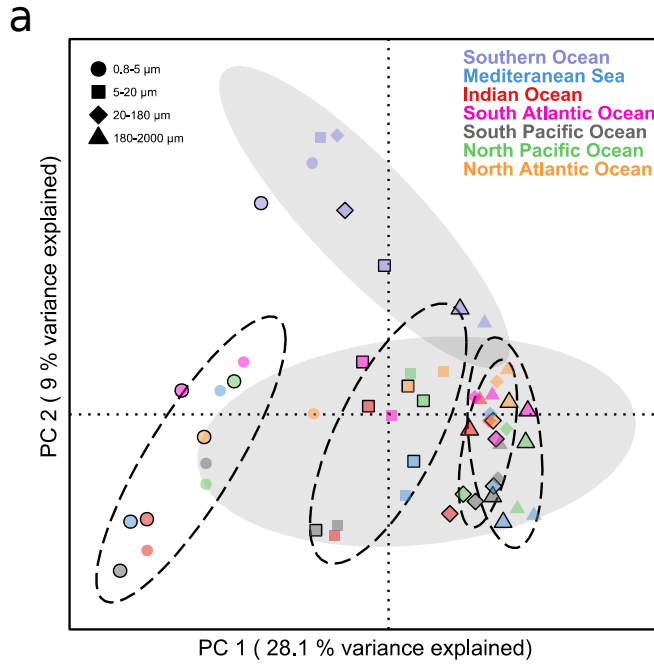 a
0.8-5 µm
5-20 µm
20-180 µm
180-2000 µm
Southern Ocean
Mediteranean Sea
Indian Ocean
South Atlantic Ocean
South Pacific Ocean
North Pacific Ocean
North Atlantic Ocean
PC 2 ( 9 % variance explained)
PC 1 ( 28.1 % variance explained)